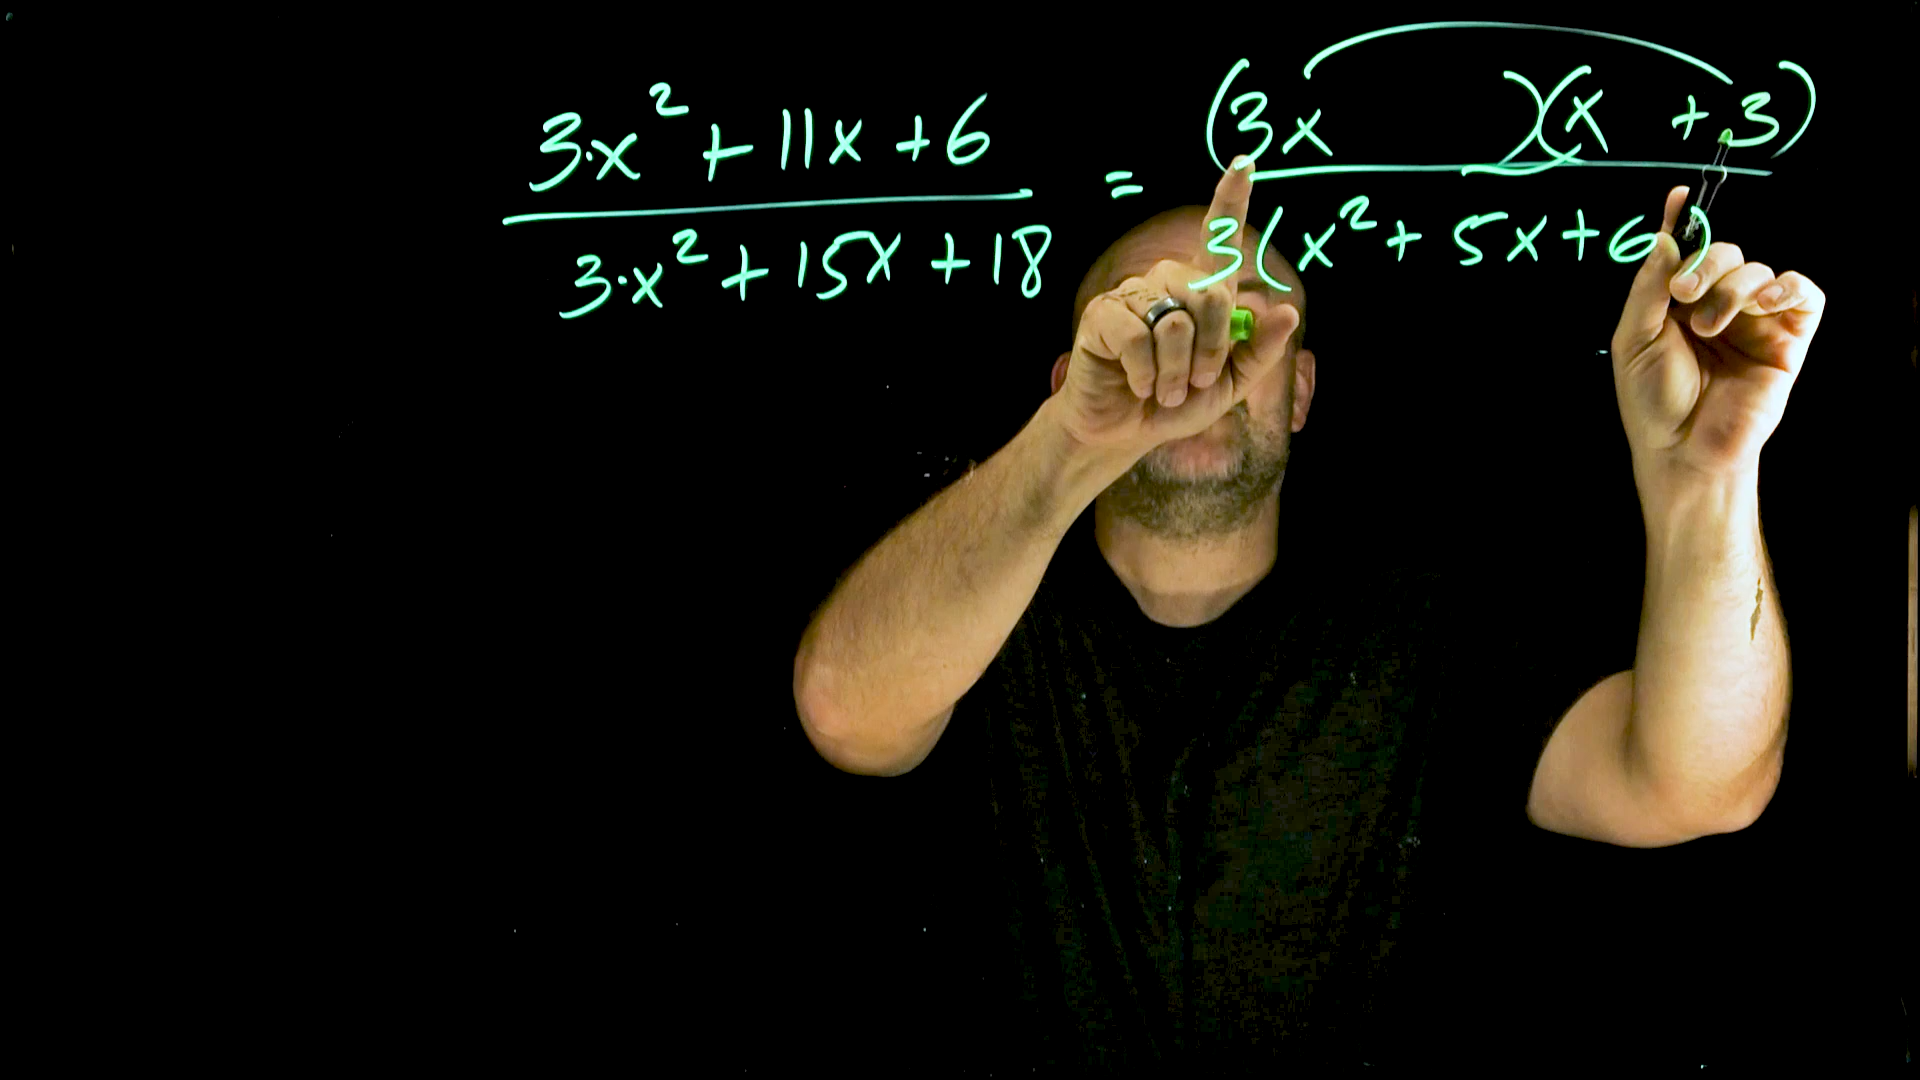 3·x² + 11x + 6 = (3x )(x + 3)
3·x² + 15x + 18 3(x² + 5x + 6)